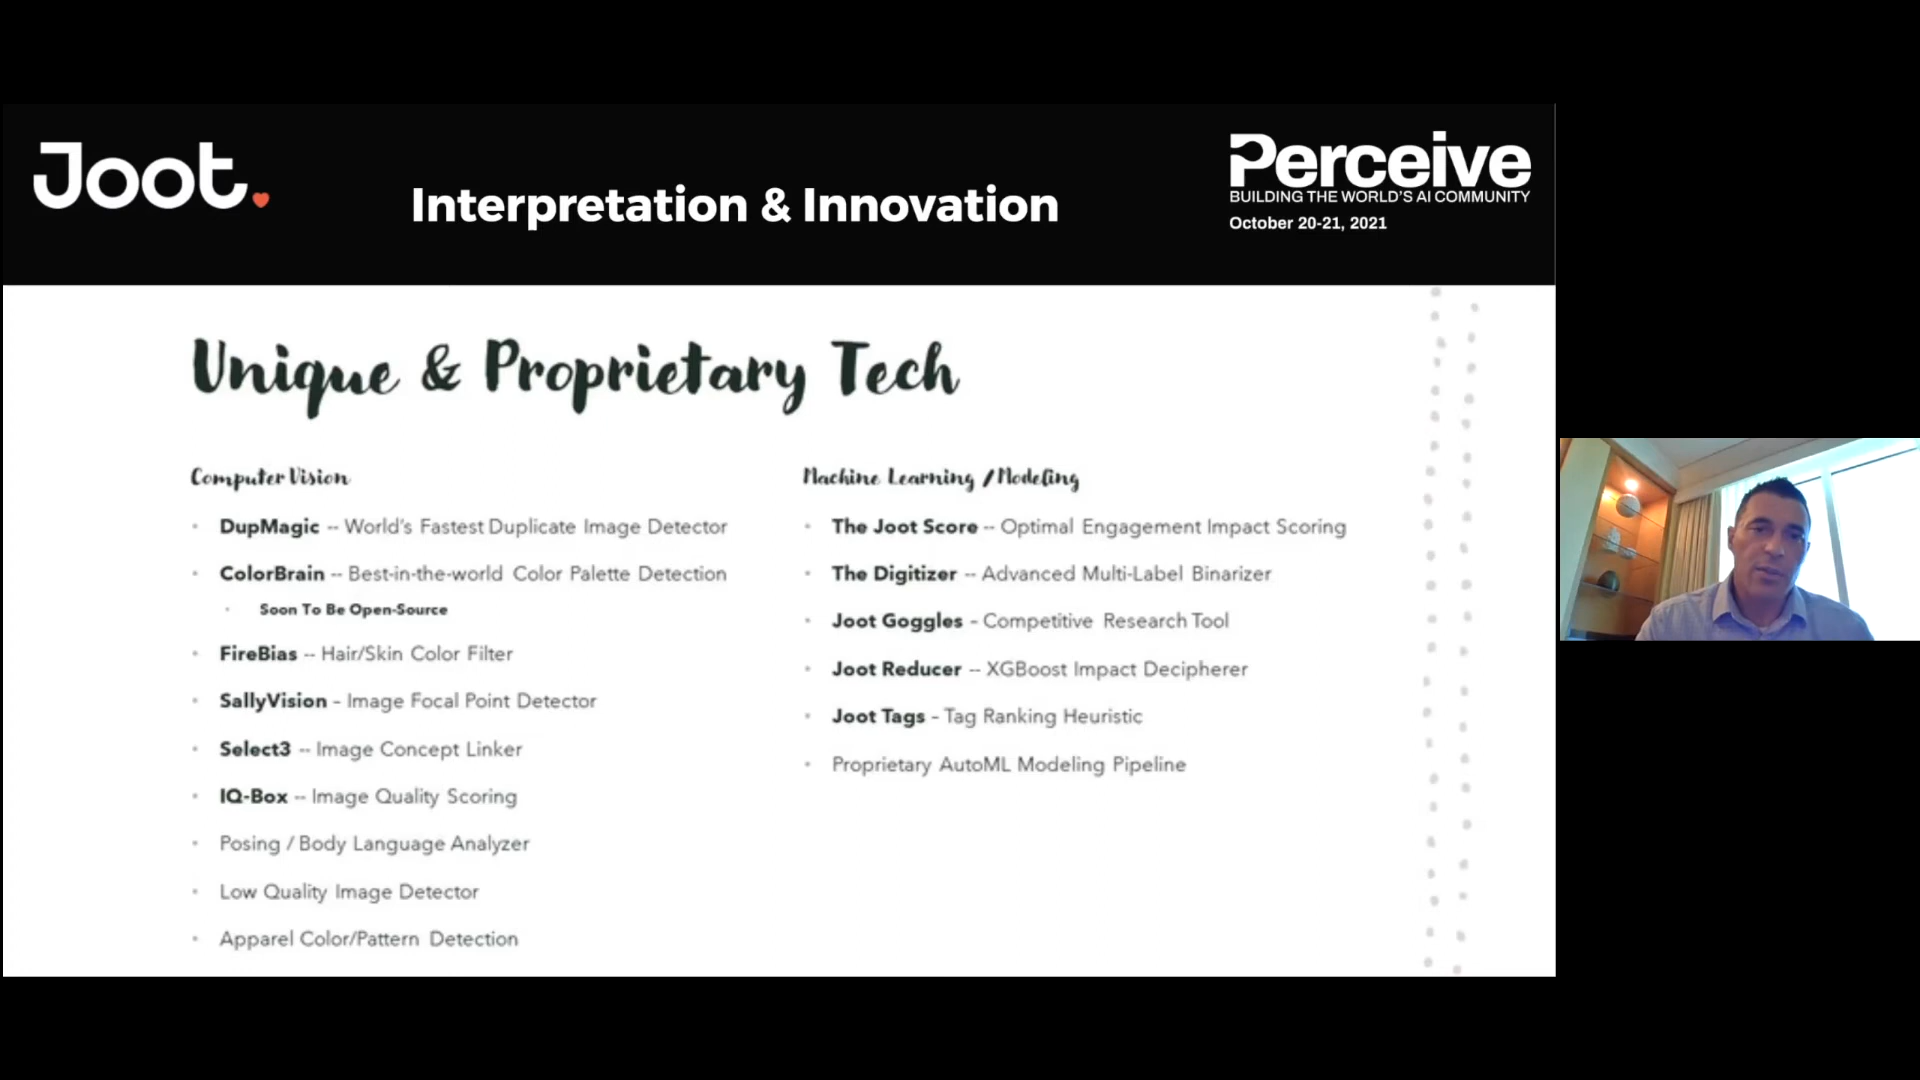 Joot.
Interpretation & Innovation
Perceive
BUILDING THE WORLD'S AI COMMUNITY
October 20-21, 2021
Unique & Proprietary Tech
Computer Vision
DupMagic -- World's Fastest Duplicate Image Detector
ColorBrain -- Best-in-the-world Color Palette Detection
Soon To Be Open-Source
FireBias -- Hair/Skin Color Filter
SallyVision - Image Focal Point Detector
Select3 -- Image Concept Linker
IQ-Box -- Image Quality Scoring
Posing / Body Language Analyzer
Low Quality Image Detector
Apparel Color/Pattern Detection
Machine Learning / Modeling
The Joot Score -- Optimal Engagement Impact Scoring
The Digitizer -- Advanced Multi-Label Binarizer
Joot Goggles - Competitive Research Tool
Joot Reducer -- XGBoost Impact Decipherer
Joot Tags - Tag Ranking Heuristic
Proprietary AutoML Modeling Pipeline